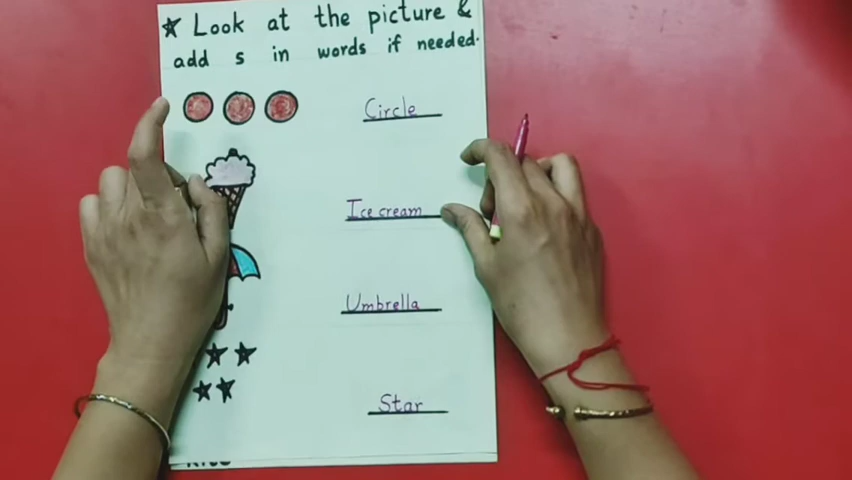 ★ Look at the picture &
add s in words if needed.
Circle
Ice cream
Umbrella
Star